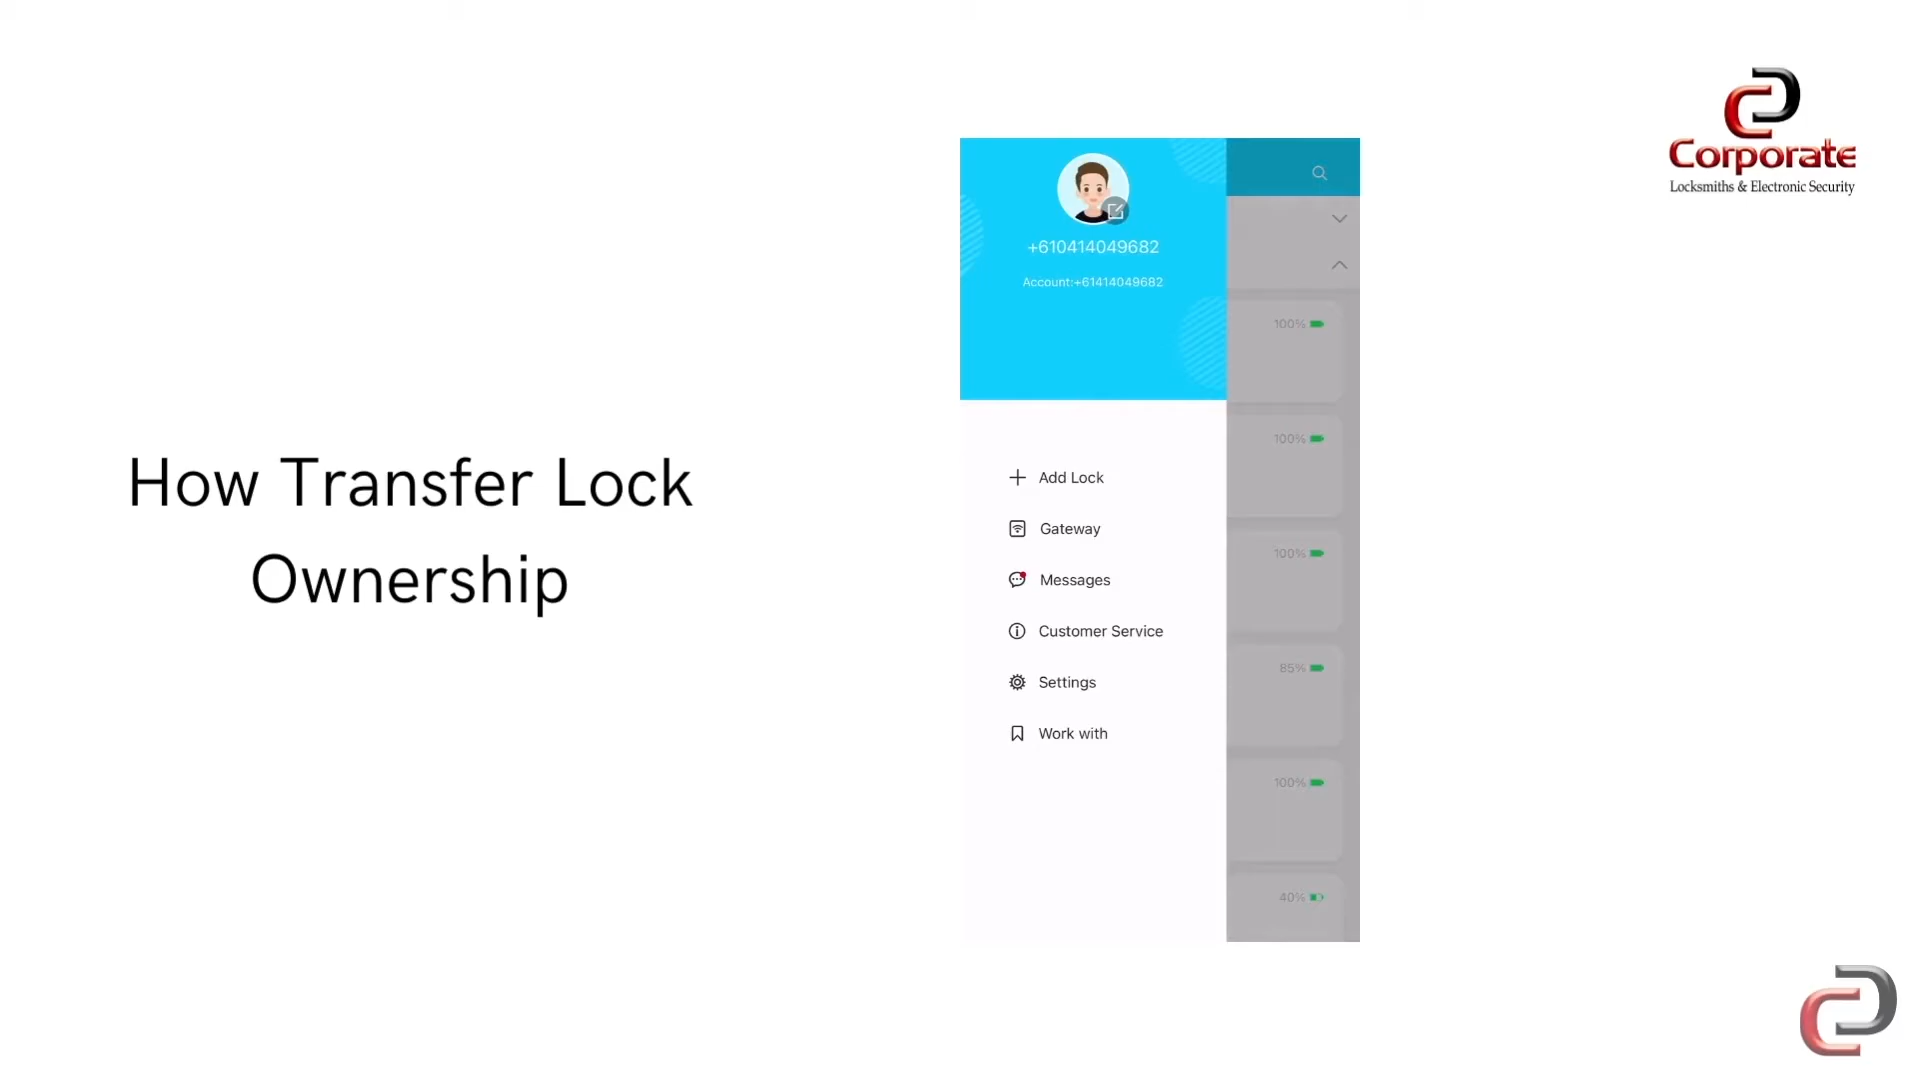 Corporate
Locksmiths & Electronic Security
How Transfer Lock
Ownership
+610414049682
Account:+61414049682
Add Lock
Gateway
Messages
Customer Service
Settings
Work with
100%
100%
100%
85%
100%
40%